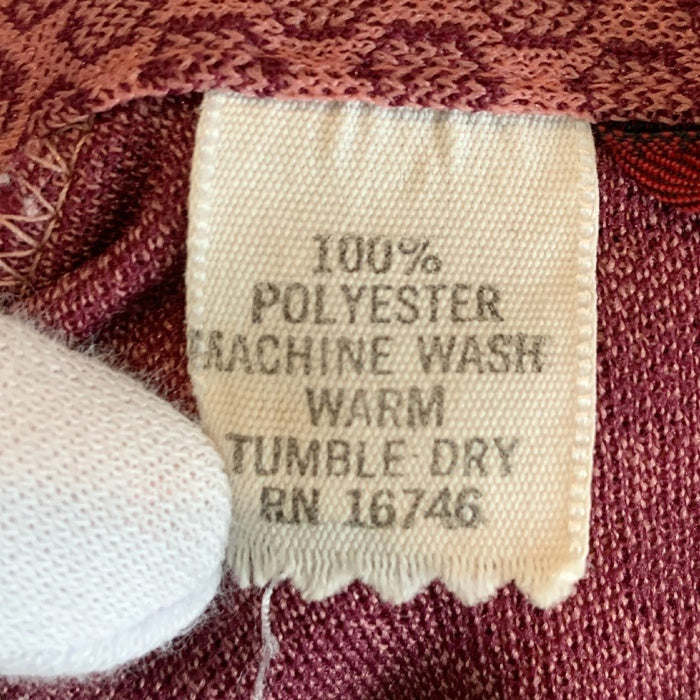 100%
POLYESTER
MACHINE WASH
WARM
TUMBLE DRY
RN 16746